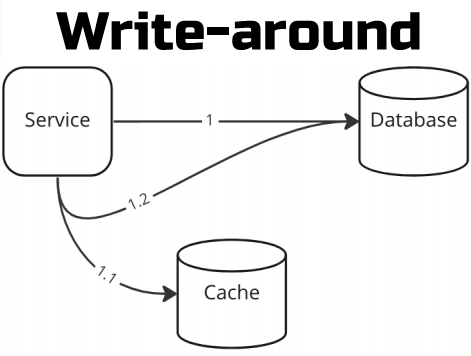 Write-around
Service
1
Database
1.2
1.1
Cache